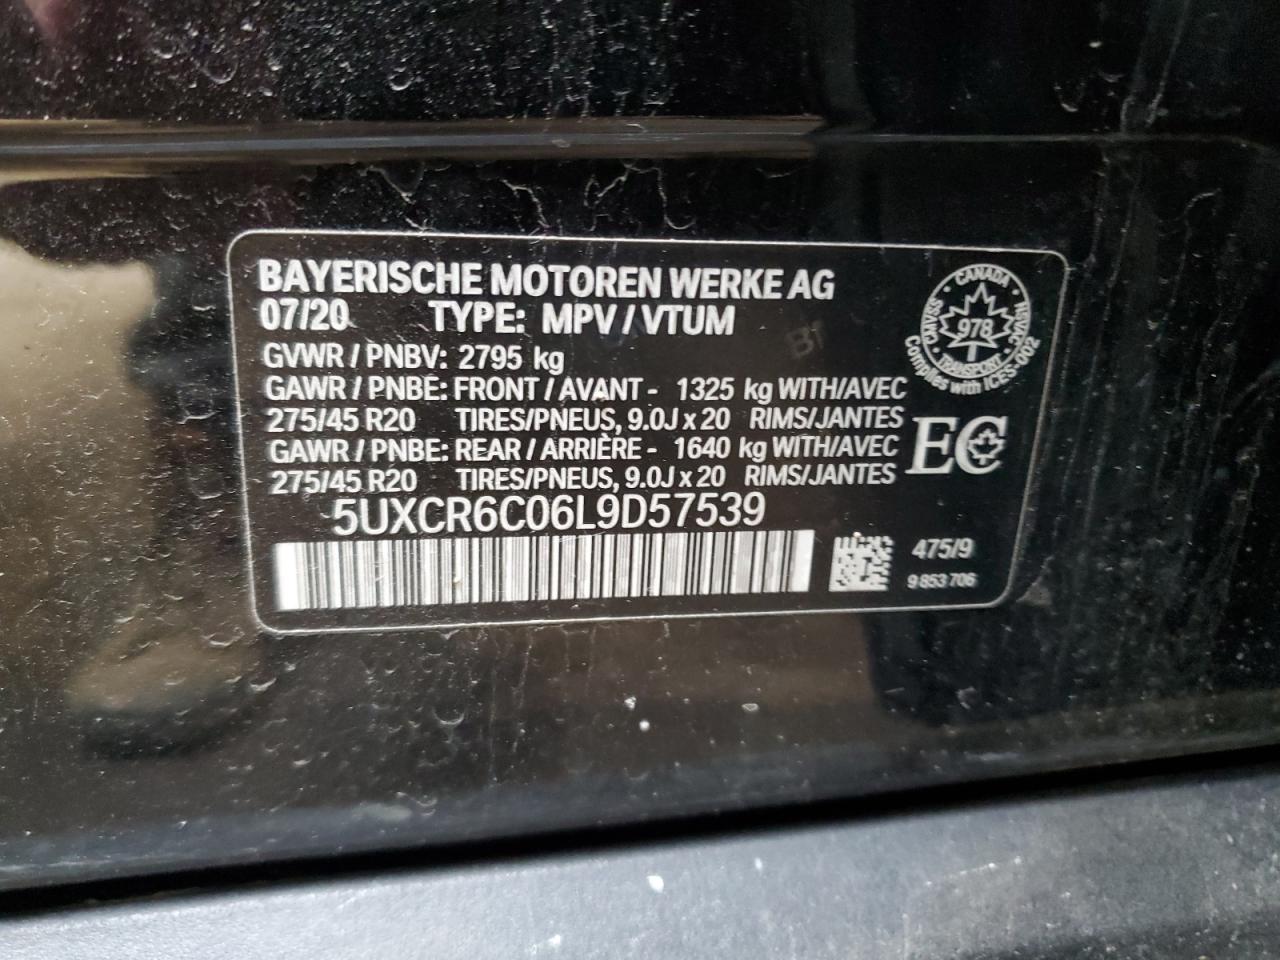 BAYERISCHE MOTOREN WERKE AG
07/20 TYPE: MPV / VTUM
GVWR / PNBV: 2795 kg
GAWR / PNBE: FRONT / AVANT - 1325 kg WITH/AVEC
275/45 R20 TIRES/PNEUS, 9.0J x 20 RIMS/JANTES
GAWR / PNBE: REAR / ARRIÈRE - 1640 kg WITH/AVEC
275/45 R20 TIRES/PNEUS, 9.0J x 20 RIMS/JANTES
5UXCR6C06L9D57539
CANADA
CMVSS
NSVAC
978
TRANSPORT
Complies with ICES-002
EC
475/9
9 853 706